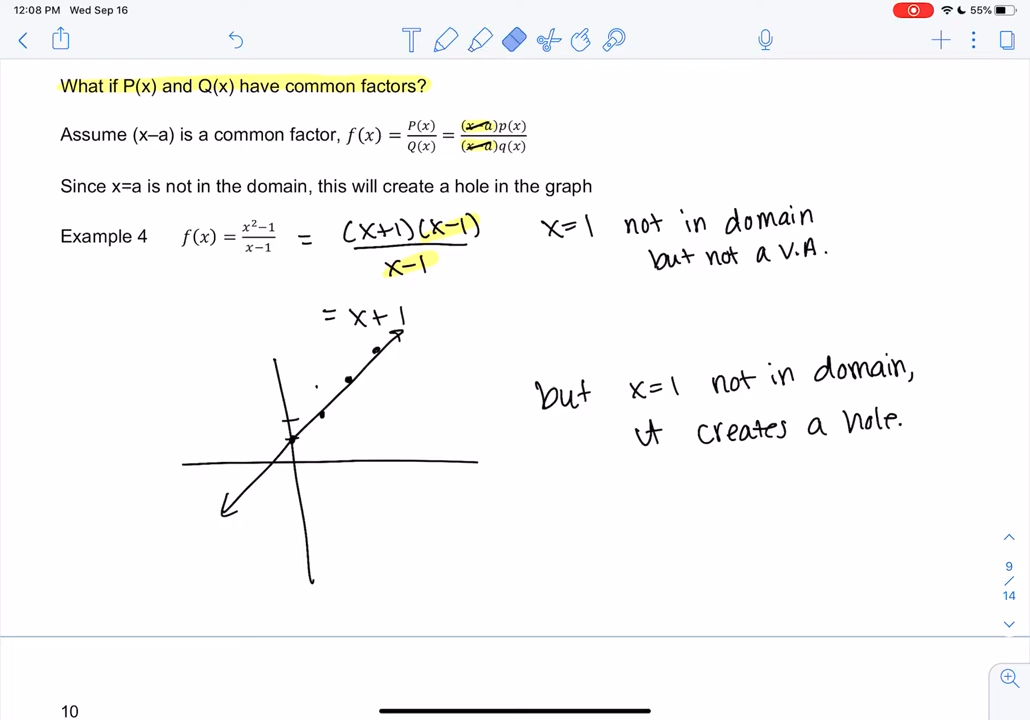 12:08 PM Wed Sep 16
55%
What if P(x) and Q(x) have common factors?
Assume (x–a) is a common factor, f(x) = P(x)/Q(x) = (x–a)p(x)/(x–a)q(x)
Since x=a is not in the domain, this will create a hole in the graph
Example 4 f(x) = x²−1/x−1 = (x+1)(x−1)/x−1
x=1 not in domain
but not a V.A.
= x+1
but x=1 not in domain,
it creates a hole.
9
/
14
10